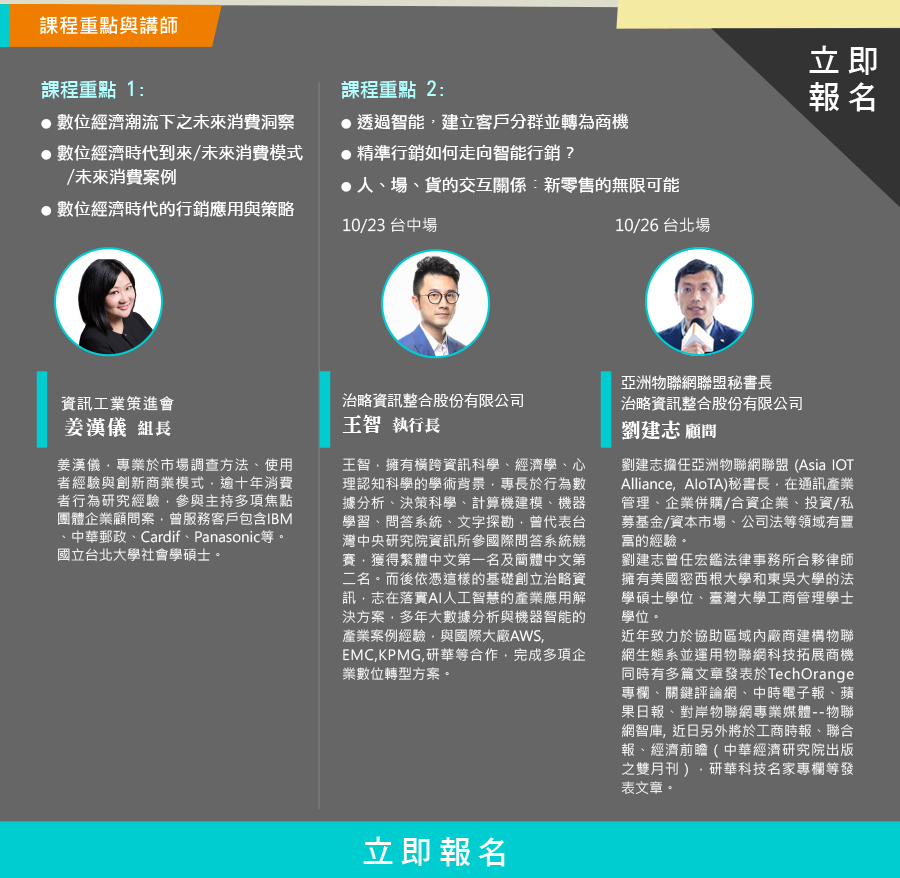 課程重點與講師
立即
報名
課程重點 1:
● 數位經濟潮流下之未來消費洞察
● 數位經濟時代到來/未來消費模式
/未來消費案例
● 數位經濟時代的行銷應用與策略
課程重點 2:
● 透過智能，建立客戶分群並轉為商機
● 精準行銷如何走向智能行銷？
● 人、場、貨的交互關係：新零售的無限可能
10/23 台中場
10/26 台北場
資訊工業策進會
姜漢儀 組長
姜漢儀，專業於市場調查方法、使用
者經驗與創新商業模式，逾十年消費
者行為研究經驗，參與主持多項焦點
團體企業顧問案，曾服務客戶包含IBM
、中華郵政、Cardif、Panasonic等。
國立台北大學社會學碩士。
治略資訊整合股份有限公司
王智 執行長
王智，擁有橫跨資訊科學、經濟學、心
理認知科學的學術背景，專長於行為數
據分析、決策科學、計算機建模、機器
學習、問答系統、文字探勘，曾代表台
灣中央研究院資訊所參國際問答系統競
賽，獲得繁體中文第一名及簡體中文第
二名。而後依憑這樣的基礎創立治略資
訊，志在落實AI人工智慧的產業應用解
決方案，多年大數據分析與機器智能的
產業案例經驗，與國際大廠AWS,
EMC,KPMG,研華等合作，完成多項企
業數位轉型方案。
亞洲物聯網聯盟秘書長
治略資訊整合股份有限公司
劉建志 顧問
劉建志擔任亞洲物聯網聯盟 (Asia IOT
Alliance, AIoTA)秘書長，在通訊產業
管理、企業併購/合資企業、投資/私
募基金/資本市場、公司法等領域有豐
富的經驗。
劉建志曾任宏鑑法律事務所合夥律師
擁有美國密西根大學和東吳大學的法
學碩士學位、臺灣大學工商管理學士
學位。
近年致力於協助區域內廠商建構物聯
網生態系並運用物聯網科技拓展商機
同時有多篇文章發表於TechOrange
專欄、關鍵評論網、中時電子報、蘋
果日報、對岸物聯網專業媒體--物聯
網智庫, 近日另外將於工商時報、聯合
報、經濟前瞻（中華經濟研究院出版
之雙月刊），研華科技名家專欄等發
表文章。
立即報名